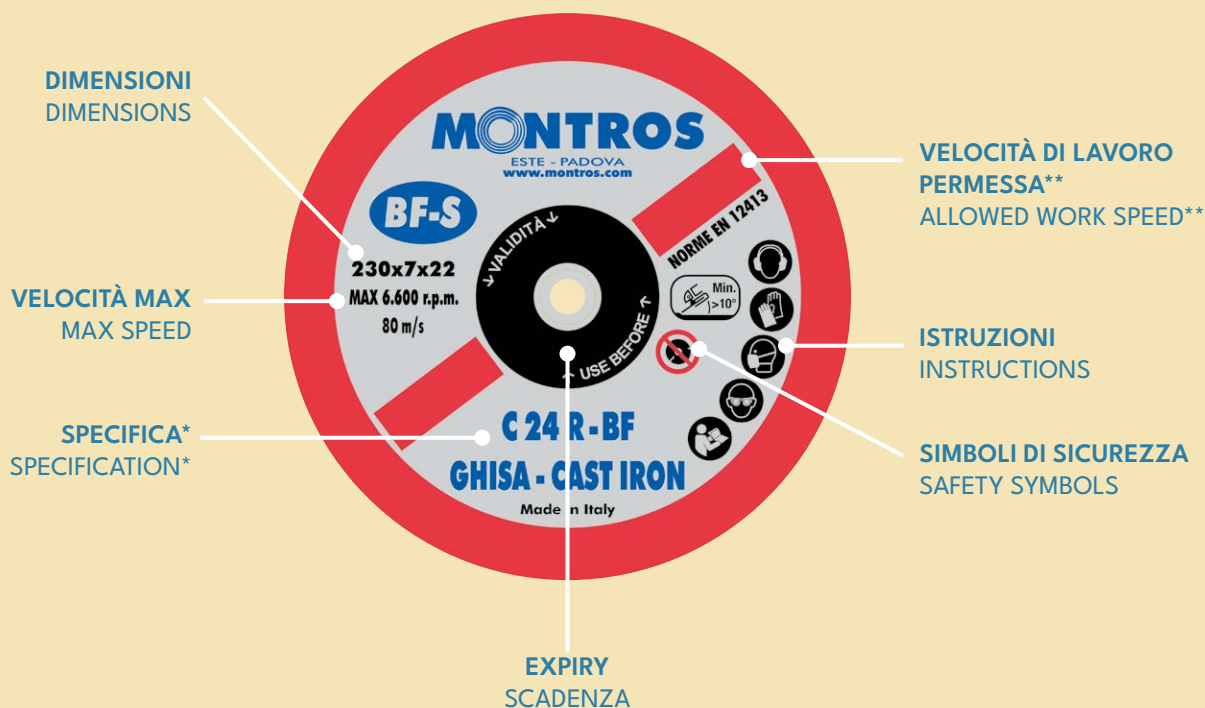 DIMENSIONI
DIMENSIONS
VELOCITÀ MAX
MAX SPEED
SPECIFICA*
SPECIFICATION*
MONTROS
ESTE - PADOVA
www.montros.com
BF-S
230x7x22
MAX 6.600 r.p.m.
80 m/s
↓ VALIDITÀ ↓
↑ USE BEFORE ↑
NORME EN 12413
Min.
>10°
C 24 R - BF
GHISA - CAST IRON
Made in Italy
VELOCITÀ DI LAVORO
PERMESSA**
ALLOWED WORK SPEED**
ISTRUZIONI
INSTRUCTIONS
SIMBOLI DI SICUREZZA
SAFETY SYMBOLS
EXPIRY
SCADENZA